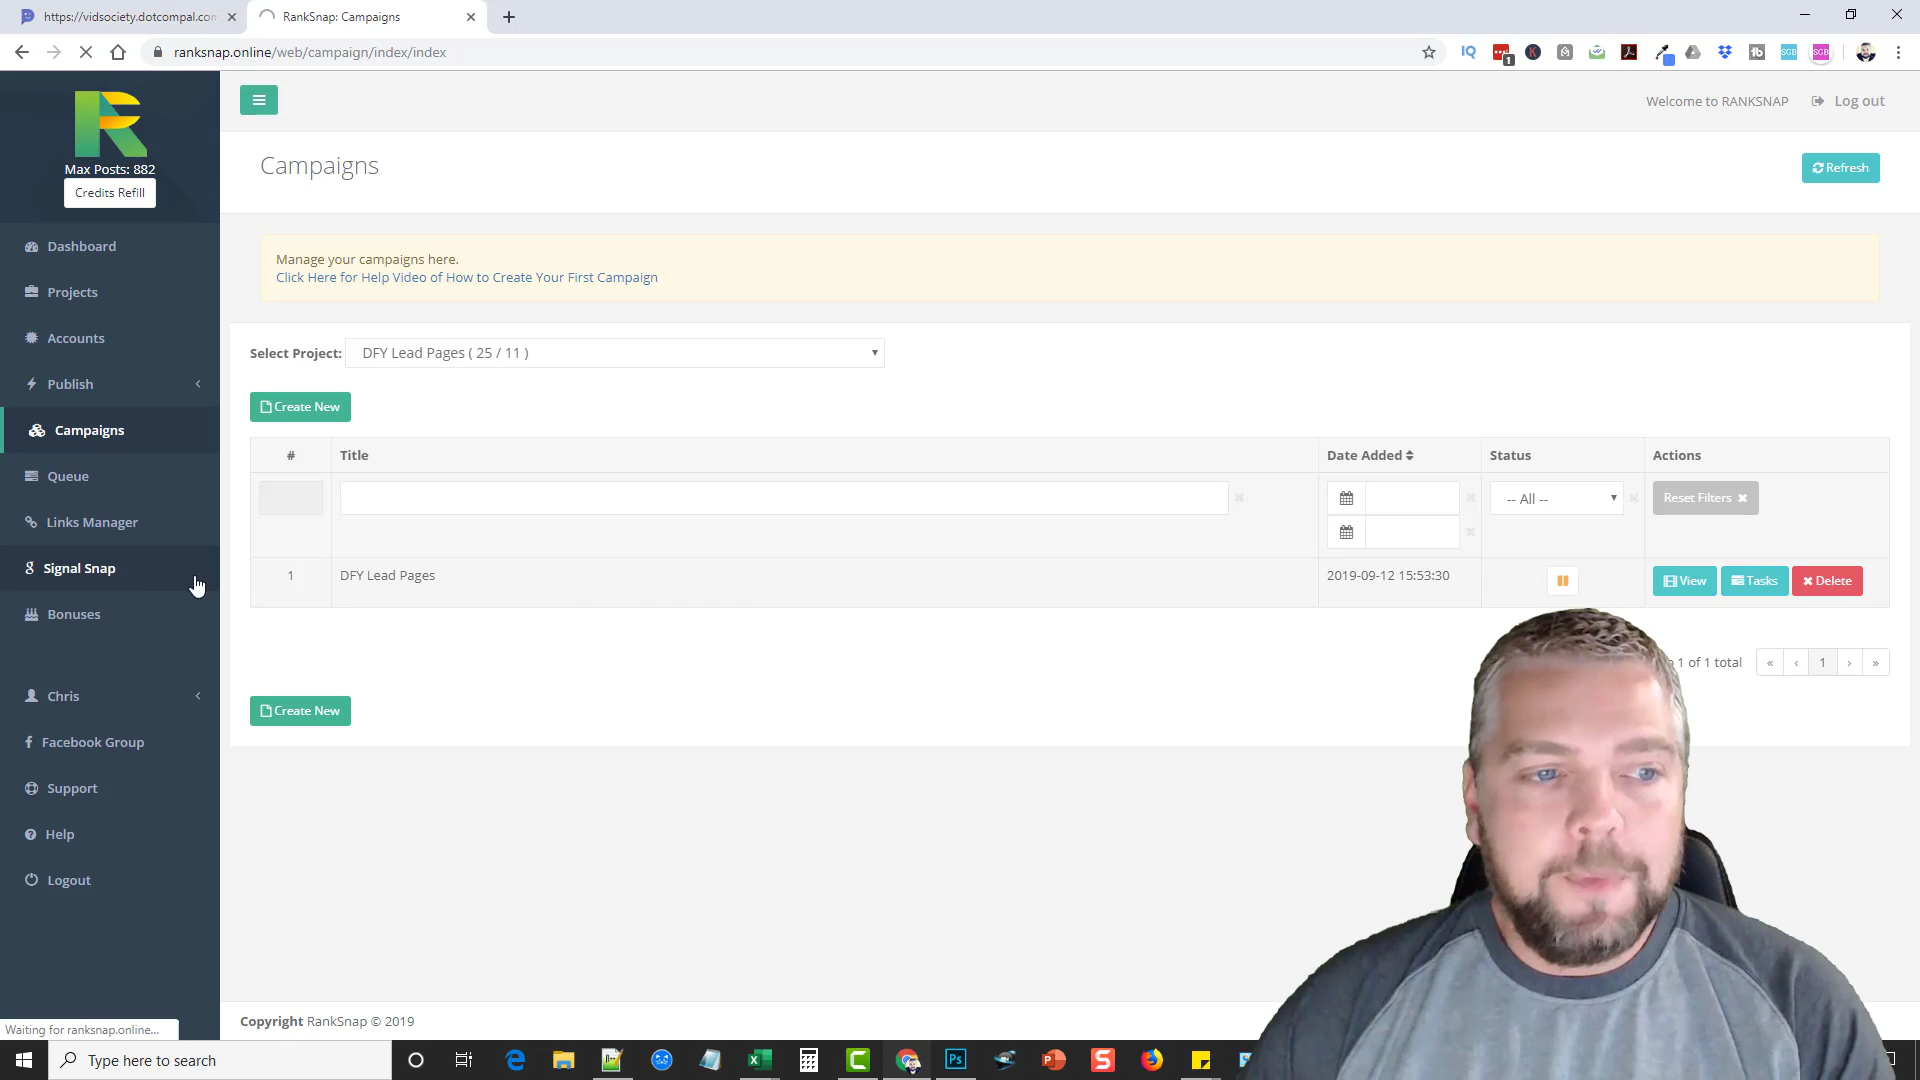 https://vidsociety.dotcompal.com
RankSnap: Campaigns
ranksnap.online/web/campaign/index/index
Max Posts: 882
Credits Refill
Dashboard
Projects
Accounts
Publish
Campaigns
Queue
Links Manager
Signal Snap
Bonuses
Chris
Facebook Group
Support
Help
Logout
Waiting for ranksnap.online...
Welcome to RANKSNAP
Log out
Campaigns
Refresh
Manage your campaigns here.
Click Here for Help Video of How to Create Your First Campaign
Select Project: DFY Lead Pages ( 25 / 11 )
Create New
# Title Date Added Status Actions
-- All --
Reset Filters
1 DFY Lead Pages 2019-09-12 15:53:30 View Tasks Delete
1 of 1 total « ‹ 1 › »
Create New
Copyright RankSnap © 2019
Type here to search